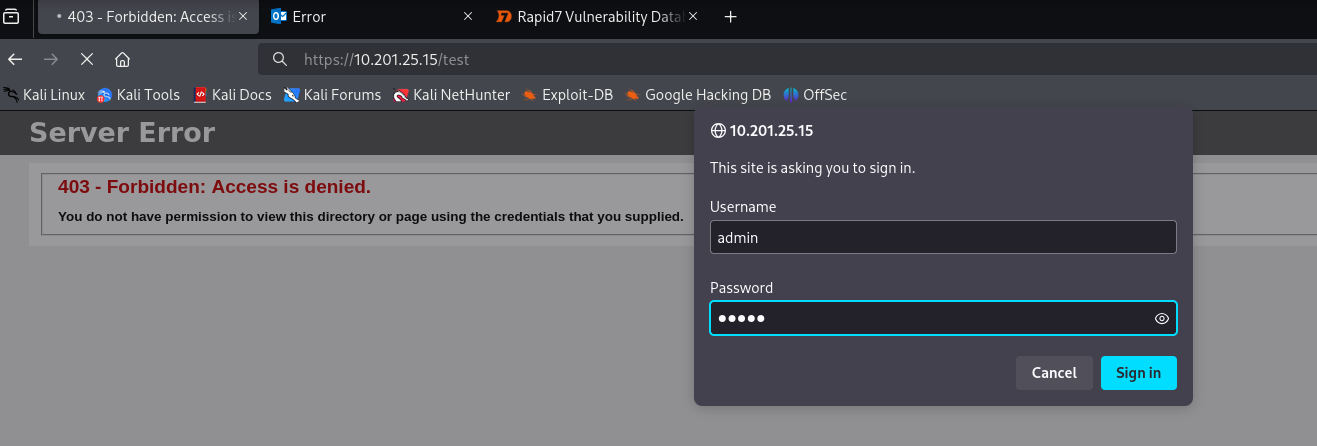 403 - Forbidden: Access is
Error
Rapid7 Vulnerability Data
https://10.201.25.15/test
Kali Linux Kali Tools Kali Docs Kali Forums Kali NetHunter Exploit-DB Google Hacking DB OffSec
Server Error
403 - Forbidden: Access is denied.
You do not have permission to view this directory or page using the credentials that you supplied.
10.201.25.15
This site is asking you to sign in.
Username
admin
Password
•••••
Cancel Sign in